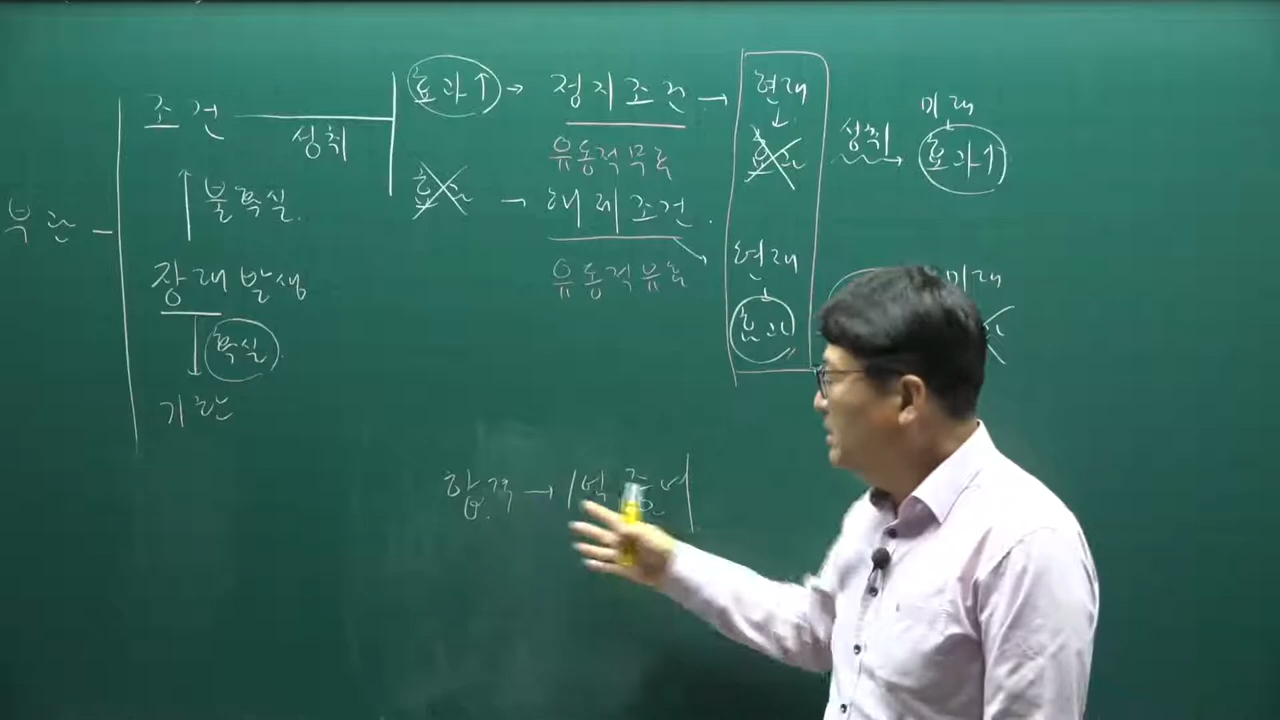 부관
조건
성취
불확실.
장래발생
확실.
기한
효과↑ → 정지조건 → 현재
유동적무효
→ 해제조건.
유동적유효
성취
미래
효과↑
현재
효과
미래
합격 → 1억 증여